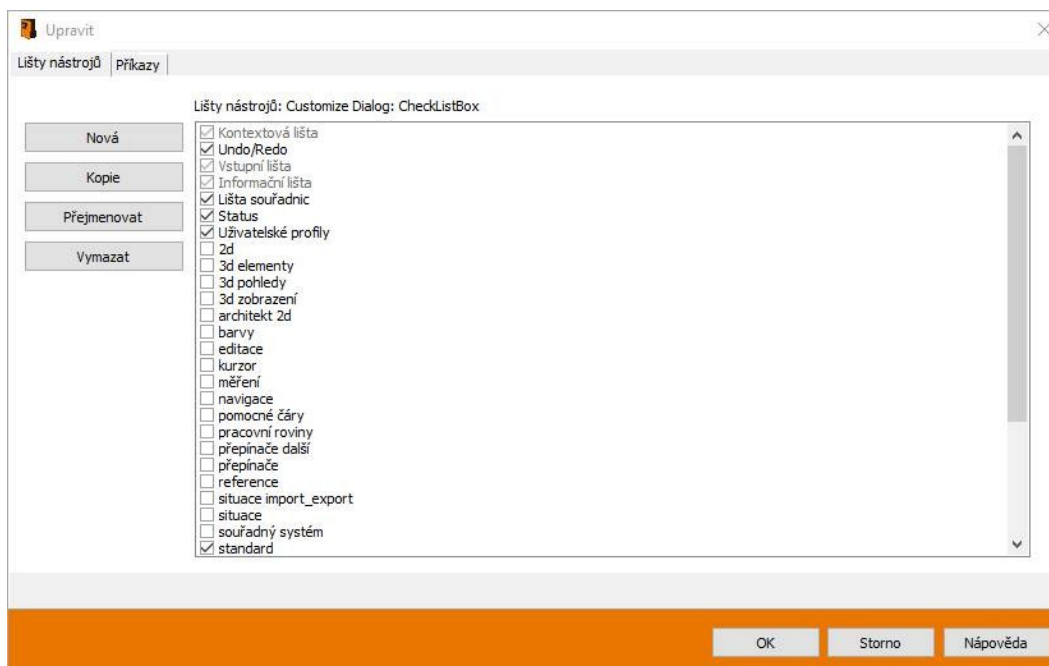 Upravit
Lišty nástrojů Příkazy
Lišty nástrojů: Customize Dialog: CheckListBox
Nová
Kopie
Přejmenovat
Vymazat
Kontextová lišta
Undo/Redo
Vstupní lišta
Informační lišta
Lišta souřadnic
Status
Uživatelské profily
2d
3d elementy
3d pohledy
3d zobrazení
architekt 2d
barvy
editace
kurzor
měření
navigace
pomocné čáry
pracovní roviny
přepínače další
přepínače
reference
situace import_export
situace
souřadný systém
standard
OK Storno Nápověda